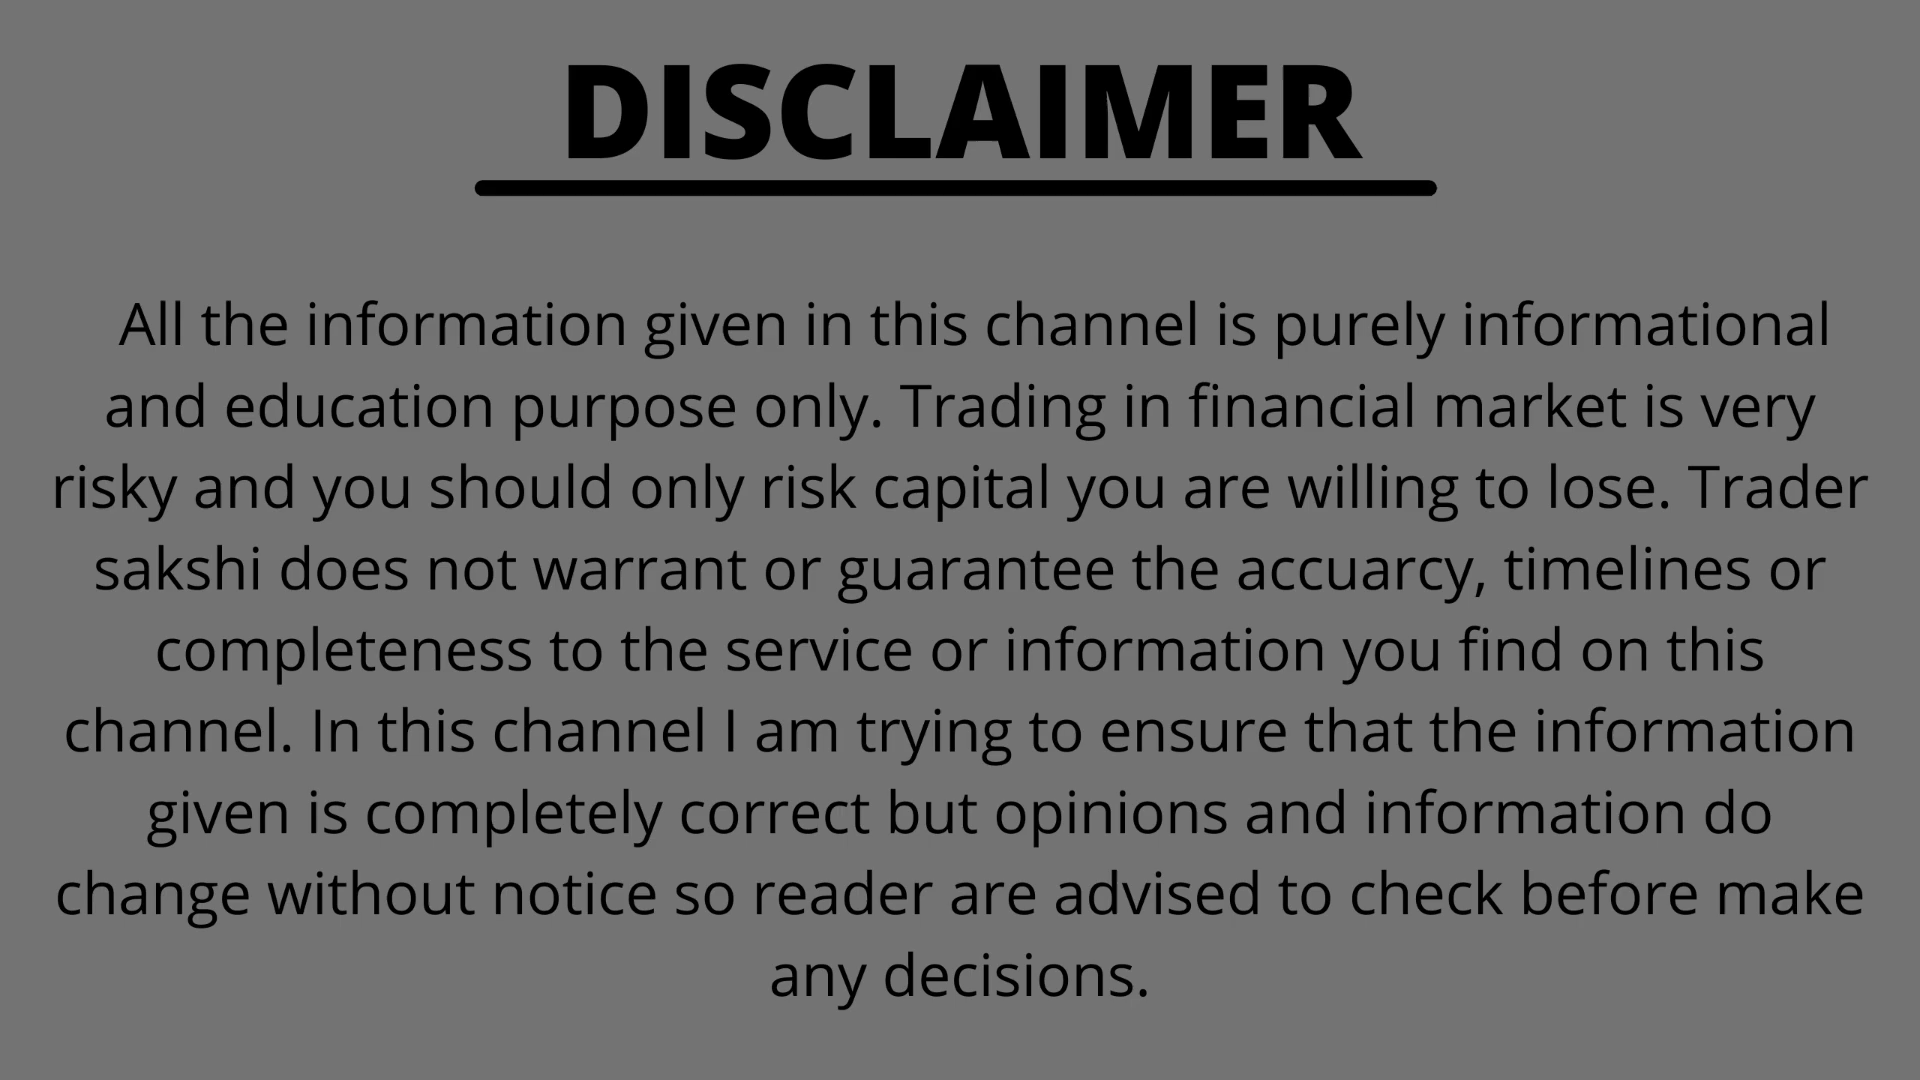 DISCLAIMER
All the information given in this channel is purely informational
and education purpose only. Trading in financial market is very
risky and you should only risk capital you are willing to lose. Trader
sakshi does not warrant or guarantee the accuarcy, timelines or
completeness to the service or information you find on this
channel. In this channel I am trying to ensure that the information
given is completely correct but opinions and information do
change without notice so reader are advised to check before make
any decisions.